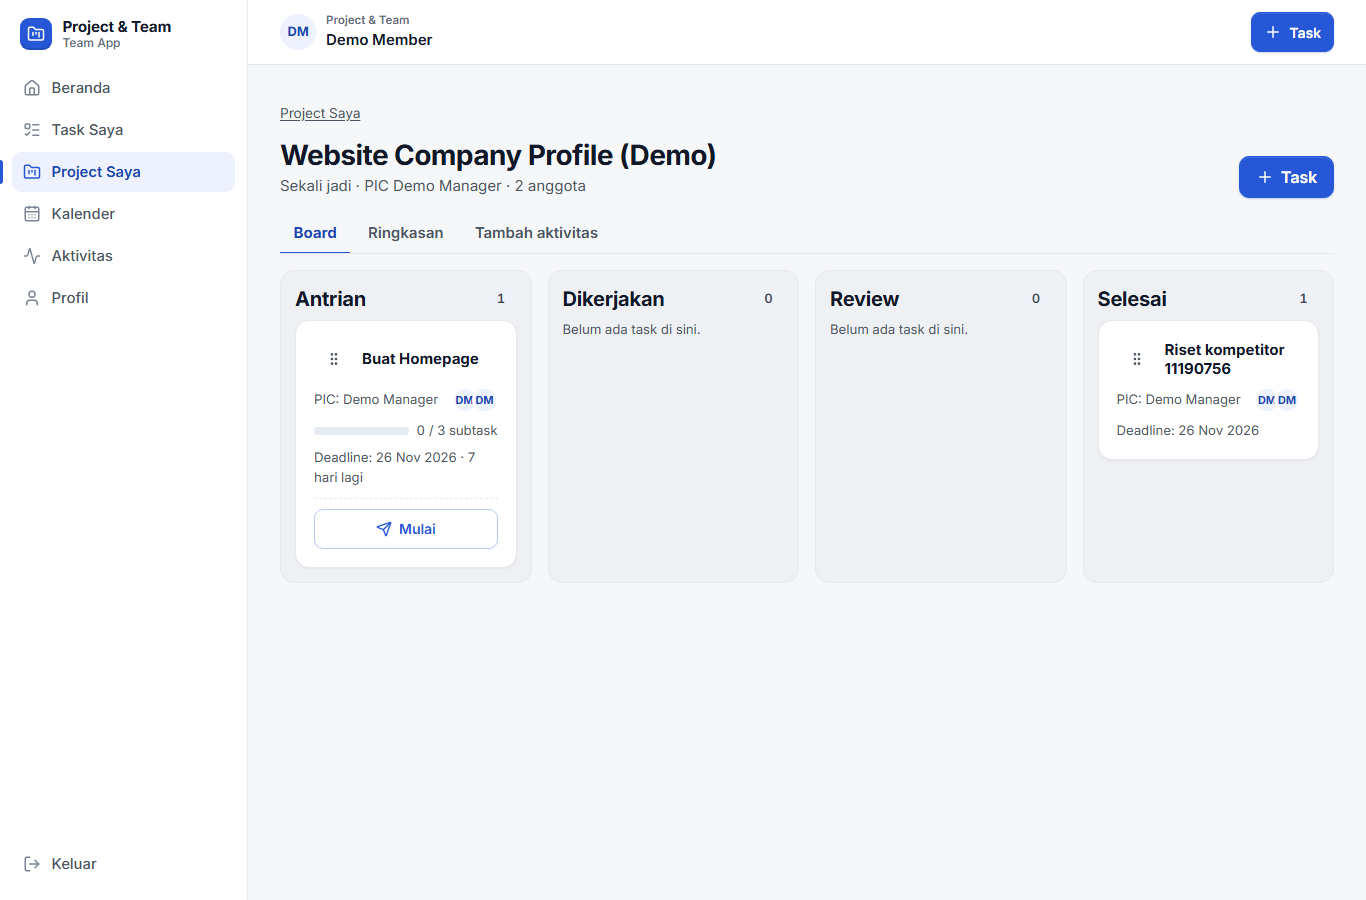 Project & Team
Team App
Beranda
Task Saya
Project Saya
Kalender
Aktivitas
Profil
Keluar
DM
Project & Team
Demo Member
+ Task
Project Saya
Website Company Profile (Demo)
Sekali jadi · PIC Demo Manager · 2 anggota
+ Task
Board
Ringkasan
Tambah aktivitas
Antrian
1
Buat Homepage
PIC: Demo Manager
DM DM
0 / 3 subtask
Deadline: 26 Nov 2026 · 7
hari lagi
Mulai
Dikerjakan
0
Belum ada task di sini.
Review
0
Belum ada task di sini.
Selesai
1
Riset kompetitor
11190756
PIC: Demo Manager
DM DM
Deadline: 26 Nov 2026